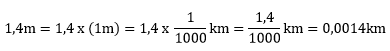 1,4m = 1,4 x (1m) = 1,4 x 1/1000 km = 1,4/1000 km = 0,0014km